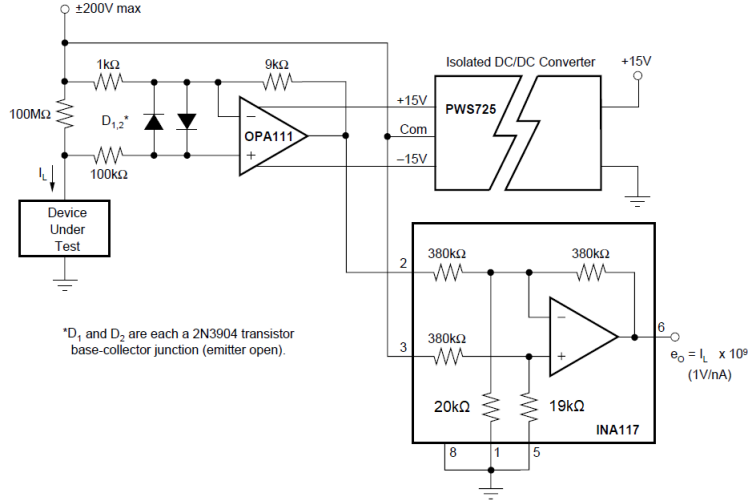 ±200V max
1kΩ
9kΩ
Isolated DC/DC Converter
+15V
100MΩ
D1,2*
−
OPA111
+
+15V
Com
−15V
PWS725
IL
100kΩ
Device
Under
Test
2
380kΩ
380kΩ
*D1 and D2 are each a 2N3904 transistor
base-collector junction (emitter open).
3
380kΩ
−
+
6
eO = IL x 10⁹
(1V/nA)
20kΩ
19kΩ
INA117
8
1
5